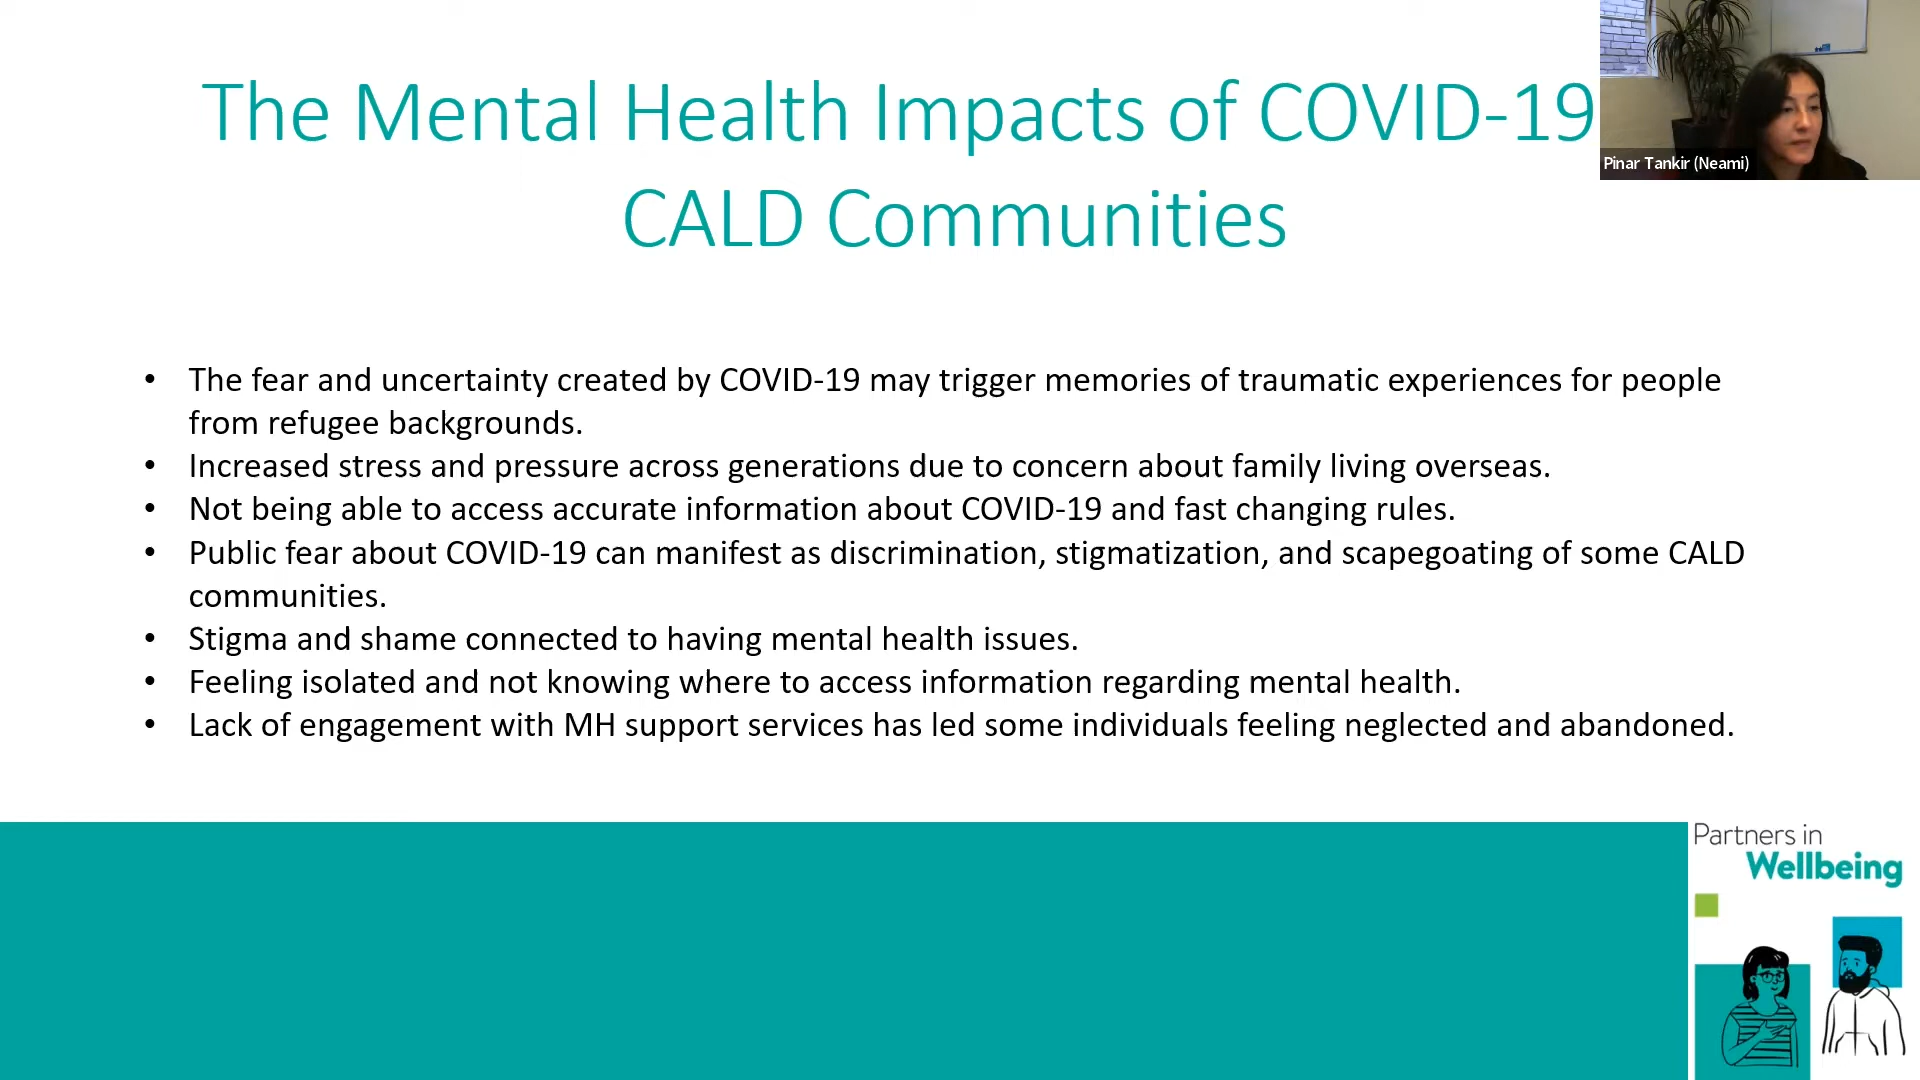 The Mental Health Impacts of COVID-19
CALD Communities
Pinar Tankir (Neami)
• The fear and uncertainty created by COVID-19 may trigger memories of traumatic experiences for people
from refugee backgrounds.
• Increased stress and pressure across generations due to concern about family living overseas.
• Not being able to access accurate information about COVID-19 and fast changing rules.
• Public fear about COVID-19 can manifest as discrimination, stigmatization, and scapegoating of some CALD
communities.
• Stigma and shame connected to having mental health issues.
• Feeling isolated and not knowing where to access information regarding mental health.
• Lack of engagement with MH support services has led some individuals feeling neglected and abandoned.
Partners in
Wellbeing